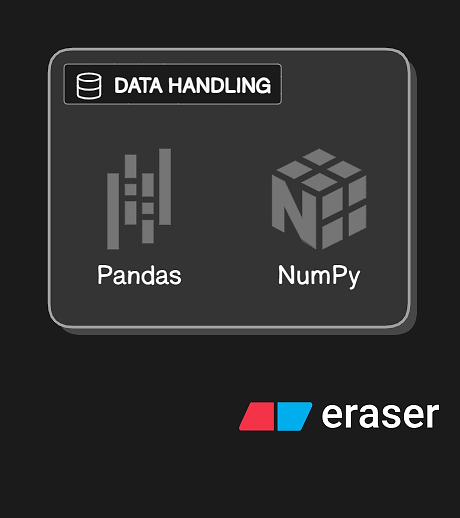 DATA HANDLING
Pandas
NumPy
eraser